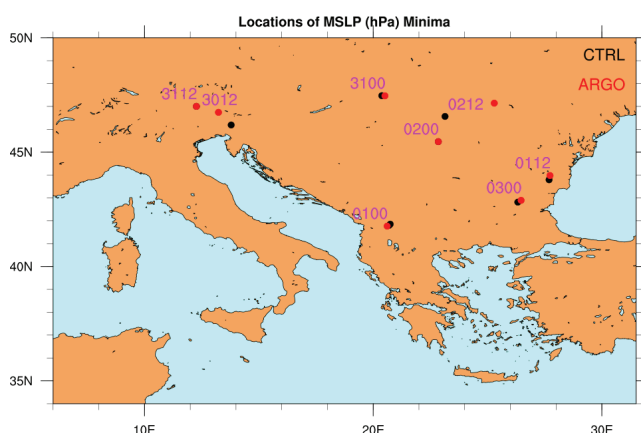 Locations of MSLP (hPa) Minima
50N
CTRL
ARGO
3100
3112
3012
0212
0200
45N
0112
0300
0100
40N
35N
10E
20E
30E